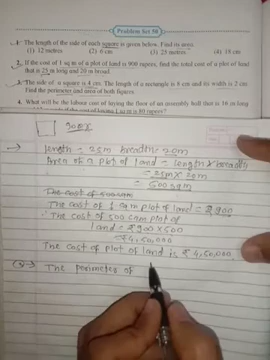 Problem Set 58
1. The length of the side of each square is given below. Find its area.
(1) 12 metres (2) 6 cm (3) 25 metres (4) 18 cm
2. If the cost of 1 sq m of a plot of land is 900 rupees, find the total cost of a plot of land
that is 25 m long and 20 m broad.
3. The side of a square is 4 cm. The length of a rectangle is 8 cm and its width is 2 cm.
Find the perimeter and area of both figures.
4. What will be the labour cost of laying the floor of an assembly hall that is 16 m long
→ length = 25m breadth = 20m
Area of a plot of land = length X breadth
= 25m X 20m
= 500 sqm
The cost of
The cost of 1 sqm plot of land = ₹ 900
∴ The cost of 500 sqm plot of
land = ₹ 900 X 500
= ₹ 4,50,000
The cost of plot of land is ₹ 4,50,000
The perimeter of